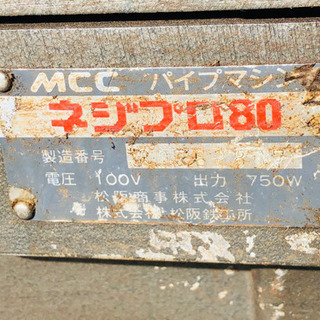 MCC パイプマシン
ネジプロ80
製造番号
電圧 100V 出力 750W
松阪商事株式会社
株式会社松阪鉄工所